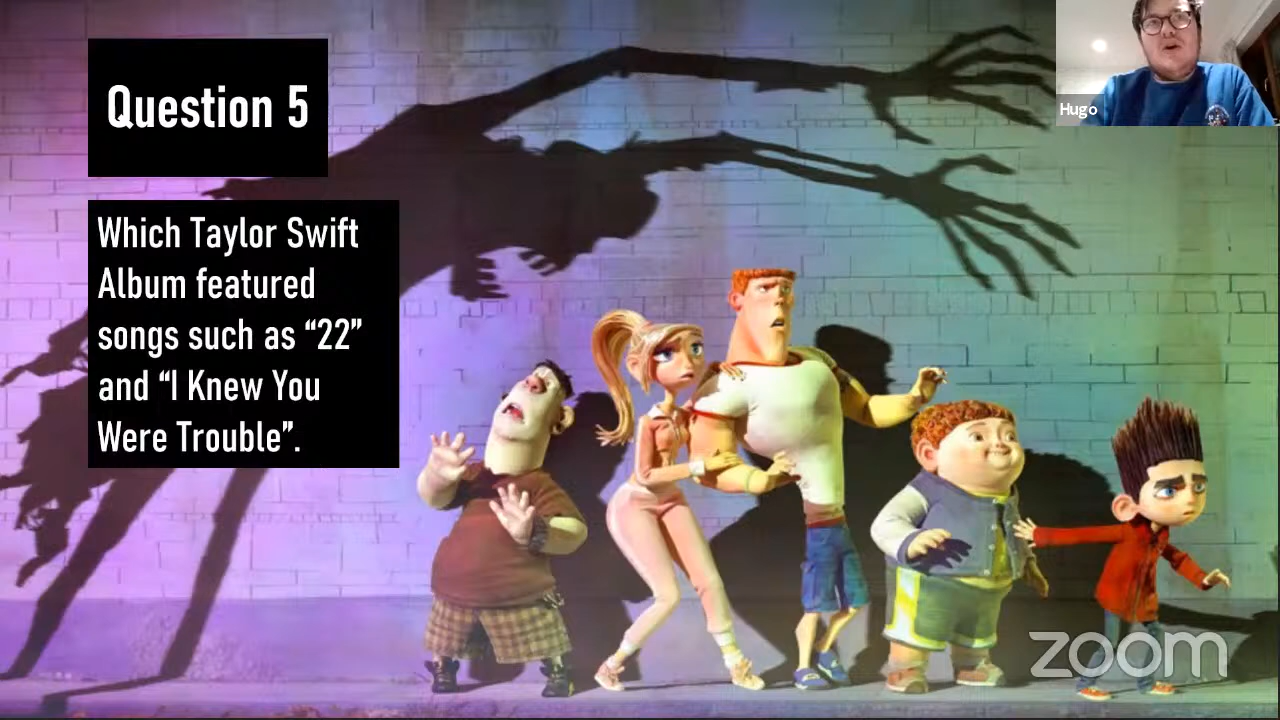 Question 5
Which Taylor Swift
Album featured
songs such as “22”
and “I Knew You
Were Trouble”.
Hugo
zoom